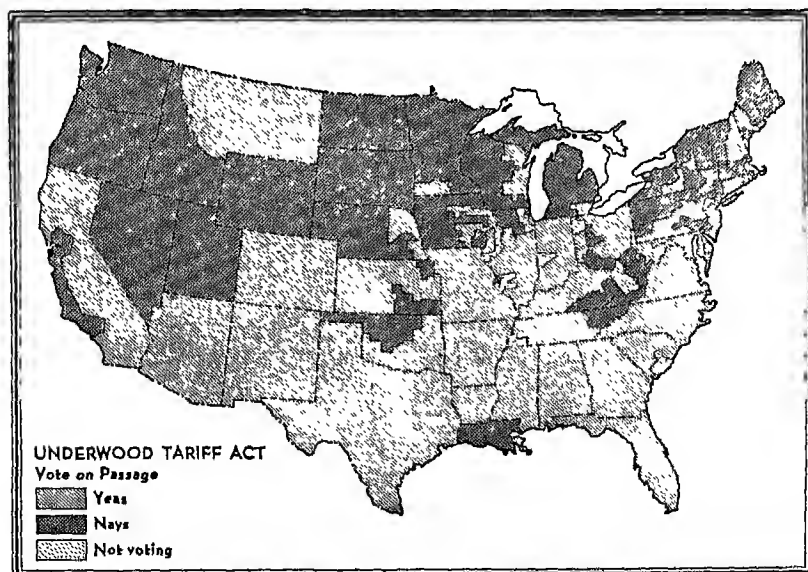 UNDERWOOD TARIFF ACT
Vote on Passage
Yeas
Nays
Not voting